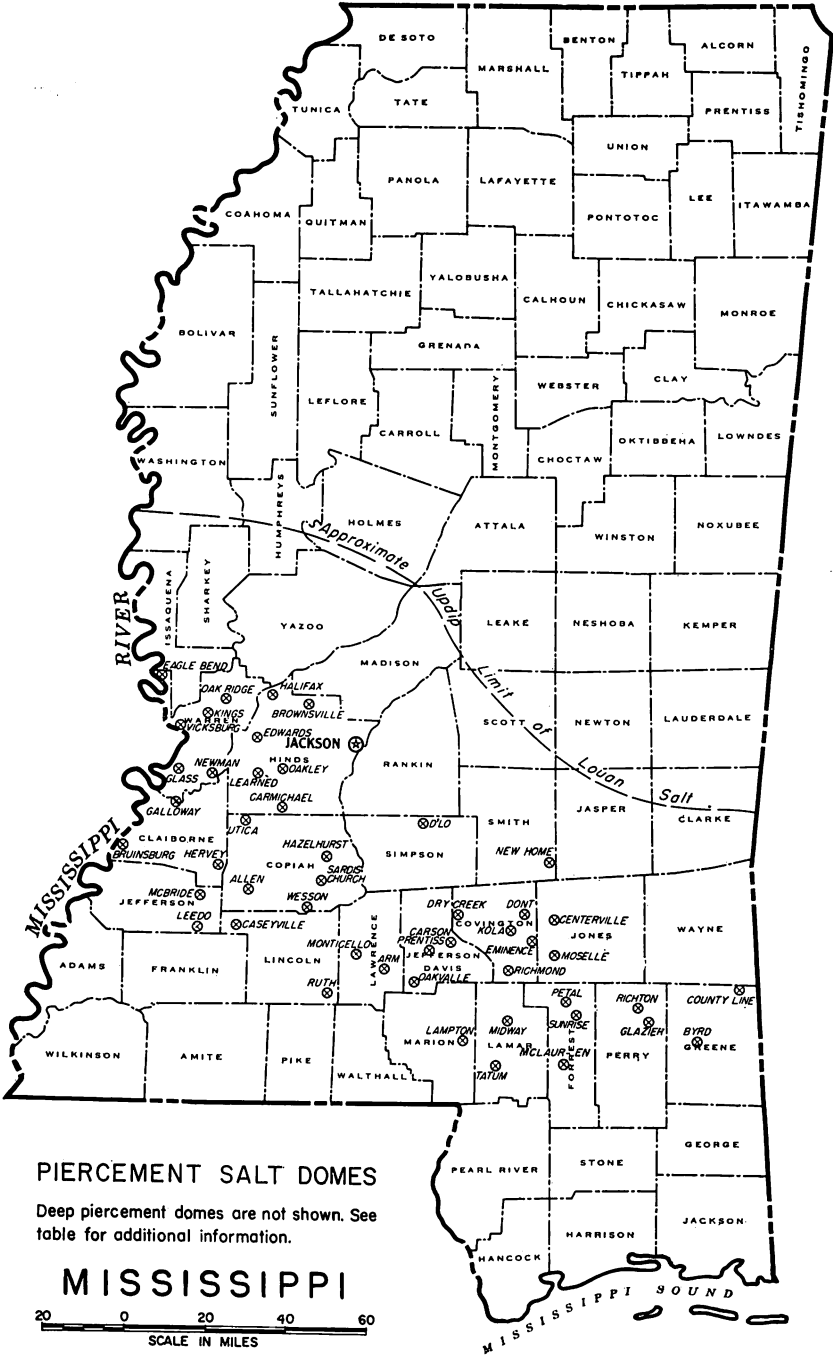 DE SOTO
BENTON
ALCORN
MARSHALL
TIPPAH
TISHOMINGO
TUNICA
TATE
PRENTISS
UNION
PANOLA
LAFAYETTE
LEE
ITAWAMBA
COAHOMA
QUITMAN
PONTOTOC
TALLAHATCHIE
YALOBUSHA
CALHOUN
CHICKASAW
MONROE
BOLIVAR
SUNFLOWER
GRENADA
LEFLORE
WEBSTER
CLAY
CARROLL
MONTGOMERY
OKTIBBEHA
LOWNDES
WASHINGTON
CHOCTAW
HUMPHREYS
HOLMES
ATTALA
WINSTON
NOXUBEE
Approximate Updip Limit of Louan Salt
ISSAQUENA
SHARKEY
YAZOO
LEAKE
NESHOBA
KEMPER
MADISON
MISSISSIPPI RIVER
EAGLE BEND
OAK RIDGE
HALIFAX
KINGS
BROWNSVILLE
WARREN
VICKSBURG
EDWARDS
JACKSON
SCOTT
NEWTON
LAUDERDALE
HINDS
NEWMAN
OAKLEY
RANKIN
GLASS
LEARNED
CARMICHAEL
GALLOWAY
UTICA
D'LO
SMITH
JASPER
CLARKE
CLAIBORNE
BRUINSBURG
HERVEY
HAZELHURST
COPIAH
SIMPSON
NEW HOME
ALLEN
SARDIS
CHURCH
MCBRIDE
JEFFERSON
WESSON
LEEDO
CASEYVILLE
LAWRENCE
DRY CREEK
DONT
COVINGTON
KOLA
CENTERVILLE
JONES
WAYNE
CARSON
PRENTISS
EMINENCE
MONTICELLO
JEFFERSON
DAVIS
MOSELLE
ARM
OAKVALLE
RICHMOND
ADAMS
FRANKLIN
LINCOLN
RUTH
PETAL
RICHTON
COUNTY LINE
SUNRISE
GLAZIER
LAMPTON
MARION
MIDWAY
LAMAR
MCLAURLEN
FORREST
PERRY
BYRD
GREENE
TATUM
WILKINSON
AMITE
PIKE
WALTHALL
PEARL RIVER
STONE
GEORGE
HANCOCK
HARRISON
JACKSON
MISSISSIPPI SOUND
PIERCEMENT SALT DOMES
Deep piercement domes are not shown. See
table for additional information.
MISSISSIPPI
20 0 20 40 60
SCALE IN MILES